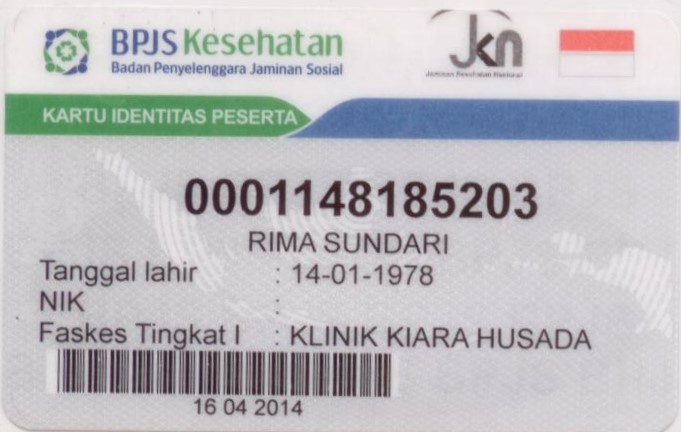 BPJS Kesehatan
Badan Penyelenggara Jaminan Sosial
Jkn
Jaminan Kesehatan Nasional
KARTU IDENTITAS PESERTA
0001148185203
RIMA SUNDARI
Tanggal lahir : 14-01-1978
NIK :
Faskes Tingkat I : KLINIK KIARA HUSADA
16 04 2014